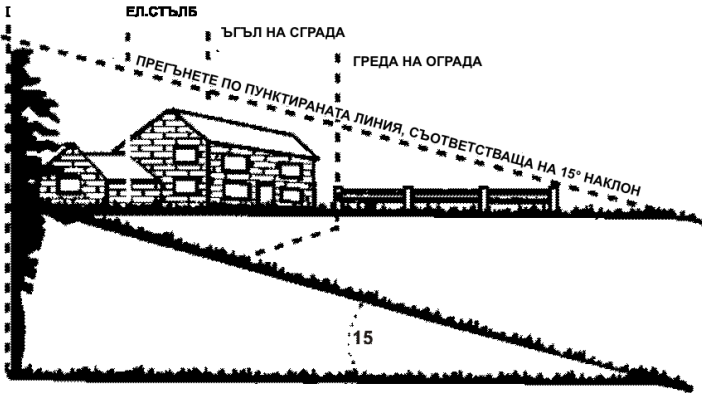 I
ЕЛ.СТЪЛБ
ЪГЪЛ НА СГРАДА
ГРЕДА НА ОГРАДА
ПРЕГЪНЕТЕ ПО ПУНКТИРАНАТА ЛИНИЯ, СЪОТВЕТСТВАЩА НА 15° НАКЛОН
15